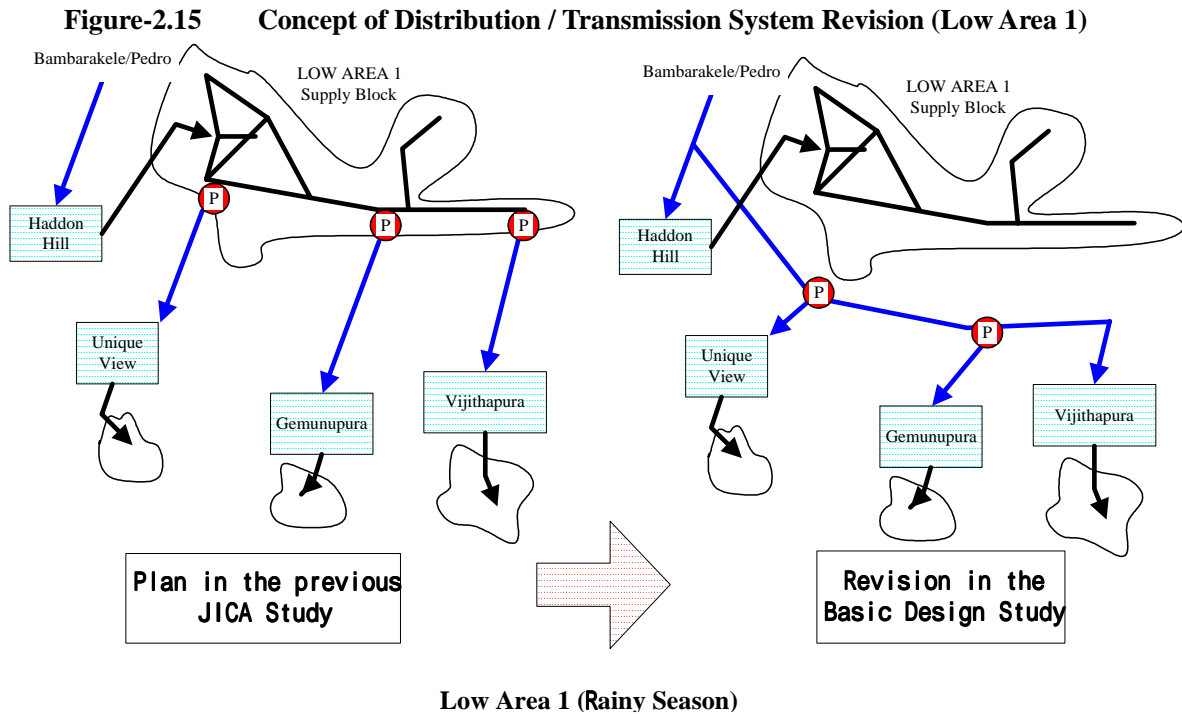 Figure-2.15 Concept of Distribution / Transmission System Revision (Low Area 1)
Bambarakele/Pedro
LOW AREA 1
Supply Block
Haddon
Hill
P
P
P
Unique
View
Gemunupura
Vijithapura
Plan in the previous
JICA Study
Bambarakele/Pedro
LOW AREA 1
Supply Block
Haddon
Hill
P
P
Unique
View
Gemunupura
Vijithapura
Revision in the
Basic Design Study
Low Area 1 (Rainy Season)